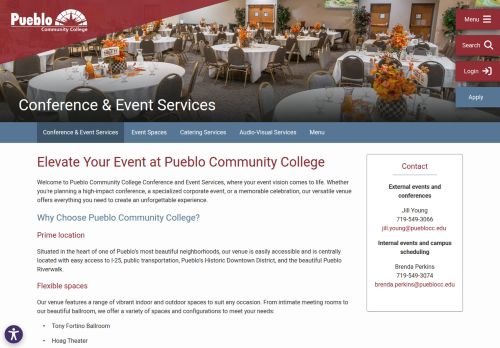 Pueblo
Community College
Menu
Search
Login
Apply
Conference & Event Services
Conference & Event Services
Event Spaces
Catering Services
Audio-Visual Services
Menu
Elevate Your Event at Pueblo Community College
Welcome to Pueblo Community College Conference and Event Services, where your event vision comes to life. Whether
you're planning a high-impact conference, a specialized corporate event, or a memorable celebration, our versatile venue
offers everything you need to create an unforgettable experience.
Why Choose Pueblo Community College?
Prime location
Situated in the heart of one of Pueblo's most beautiful neighborhoods, our venue is easily accessible and is centrally
located with easy access to I-25, public transportation, Pueblo's Historic Downtown District, and the beautiful Pueblo
Riverwalk.
Flexible spaces
Our venue features a range of vibrant indoor and outdoor spaces to suit any occasion. From intimate meeting rooms to
our beautiful ballroom, we offer a variety of spaces and configurations to meet your needs:
• Tony Fortino Ballroom
• Hoag Theater
Contact
External events and
conferences
Jill Young
719-549-3066
jill.young@pueblocc.edu
Internal events and campus
scheduling
Brenda Perkins
719-549-3074
brenda.perkins@pueblocc.edu